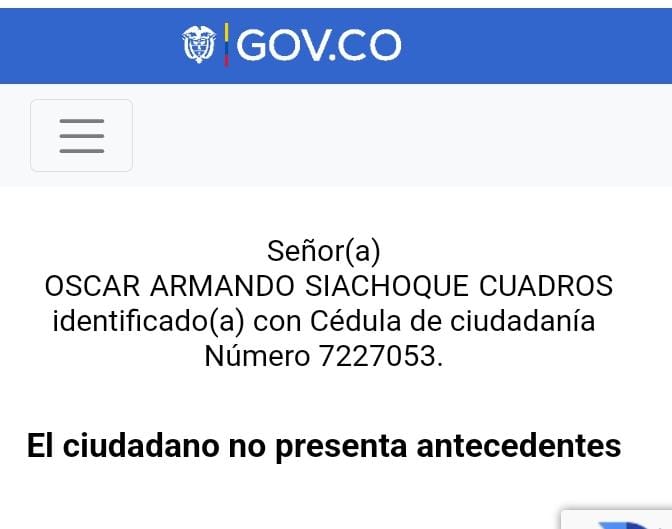 GOV.CO
Señor(a)
OSCAR ARMANDO SIACHOQUE CUADROS
identificado(a) con Cédula de ciudadanía
Número 7227053.
El ciudadano no presenta antecedentes